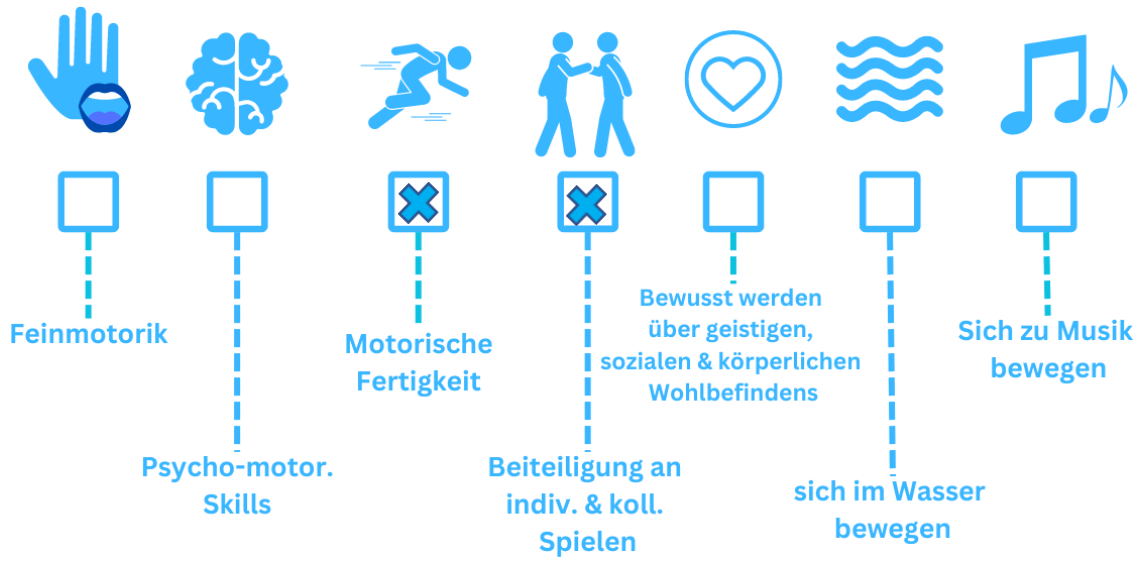 Feinmotorik
Psycho-motor.
Skills
Motorische
Fertigkeit
Beiteiligung an
indiv. & koll.
Spielen
Bewusst werden
über geistigen,
sozialen & körperlichen
Wohlbefindens
sich im Wasser
bewegen
Sich zu Musik
bewegen